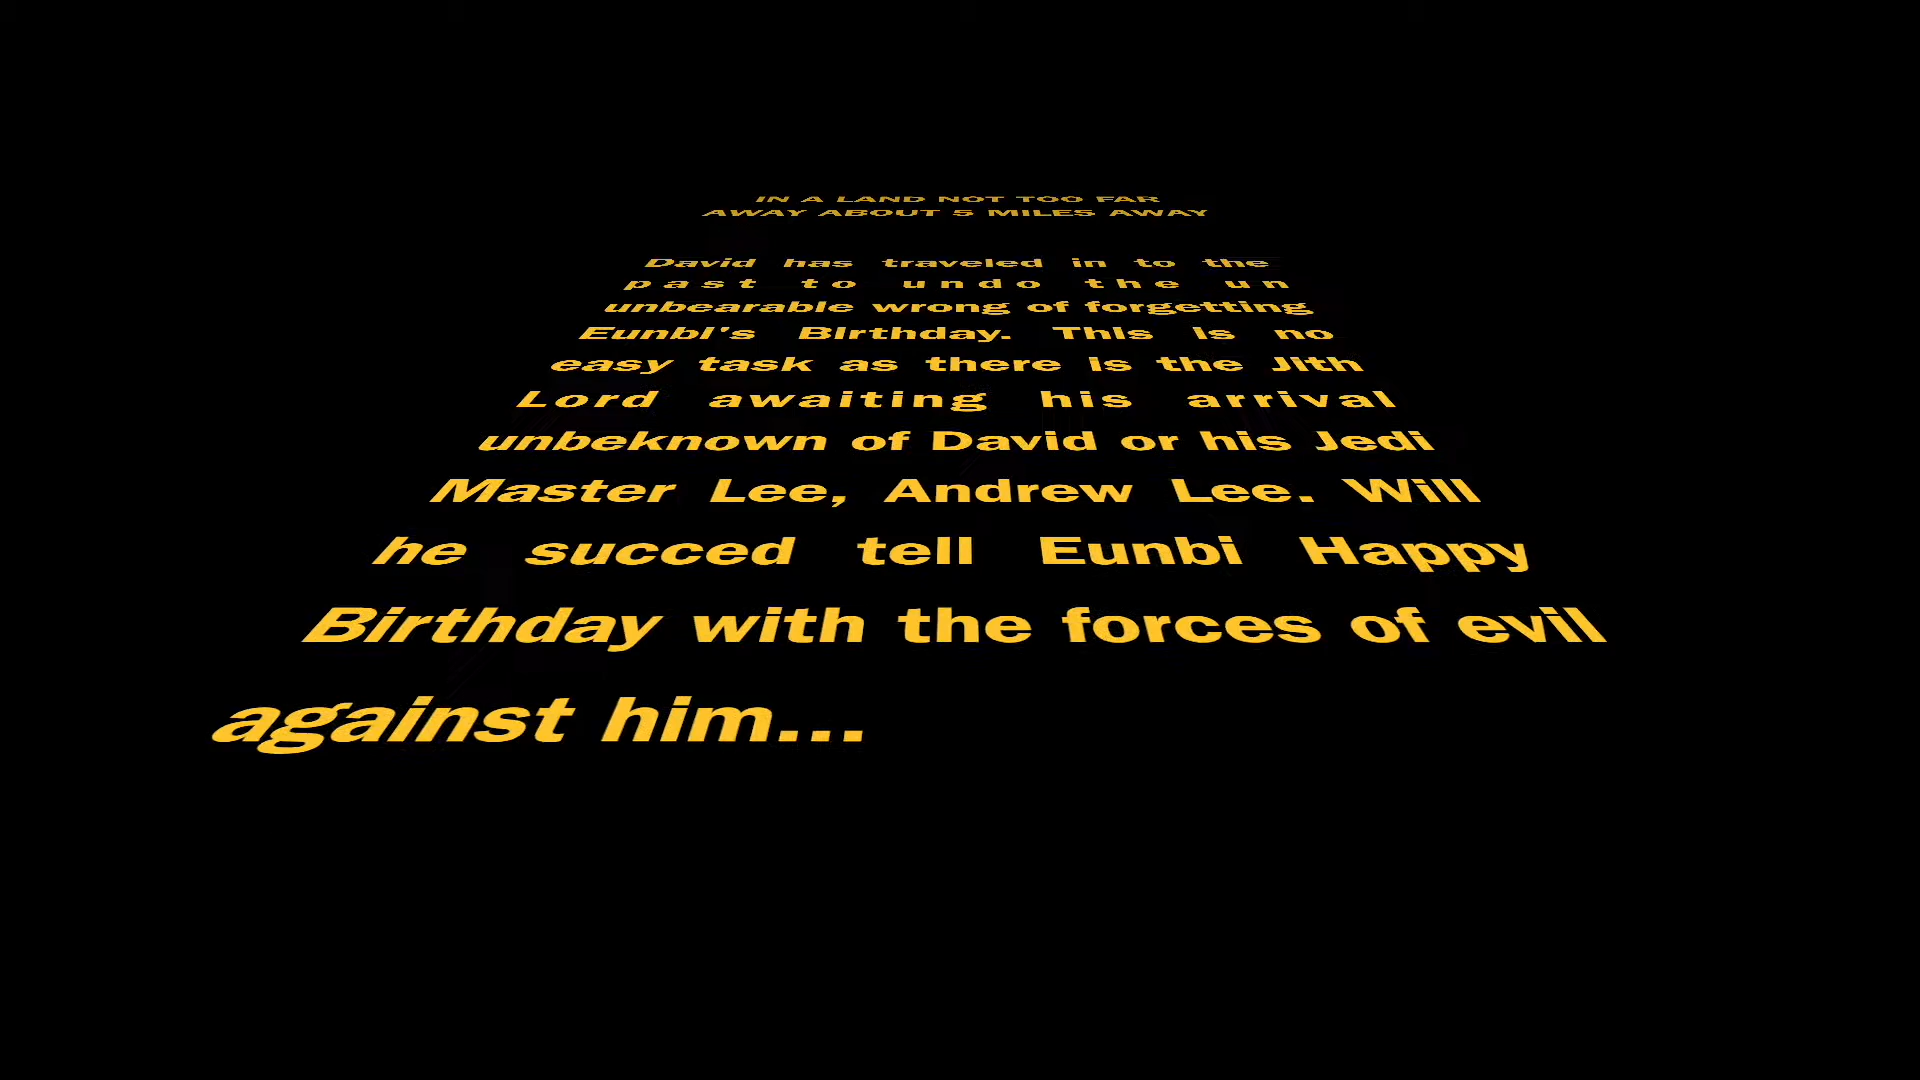 IN A LAND NOT TOO FAR
AWAY ABOUT 5 MILES AWAY
David has traveled in to the
past to undo the un
unbearable wrong of forgetting
Eunbi's Birthday. This is no
easy task as there is the Jith
Lord awaiting his arrival
unbeknown of David or his Jedi
Master Lee, Andrew Lee. Will
he succed tell Eunbi Happy
Birthday with the forces of evil
against him...